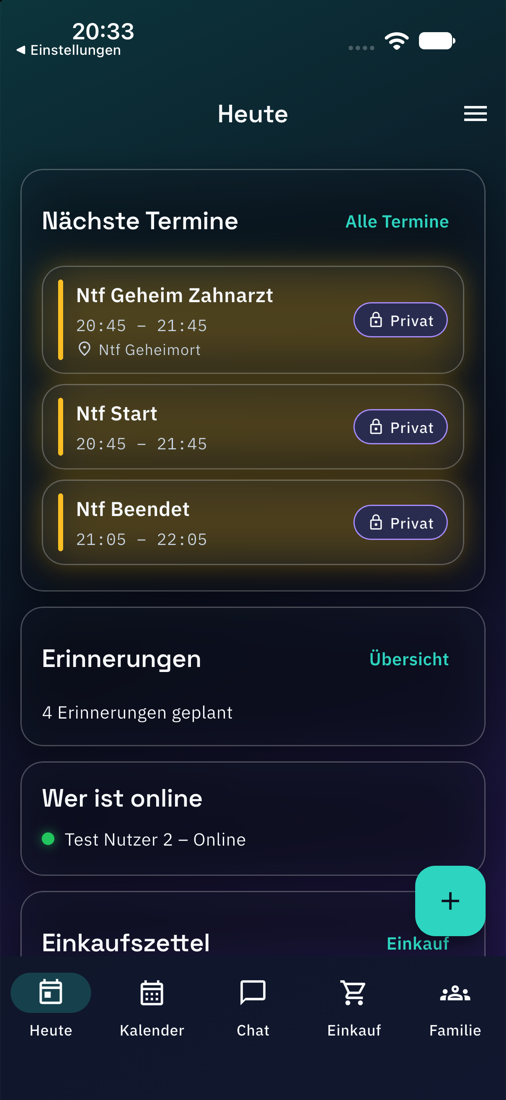 20:33
◀ Einstellungen
Heute
Nächste Termine
Alle Termine
Ntf Geheim Zahnarzt
20:45 – 21:45
Ntf Geheimort
Privat
Ntf Start
20:45 – 21:45
Privat
Ntf Beendet
21:05 – 22:05
Privat
Erinnerungen
Übersicht
4 Erinnerungen geplant
Wer ist online
Test Nutzer 2 – Online
+
Einkaufszettel
Einkauf
Heute
Kalender
Chat
Einkauf
Familie